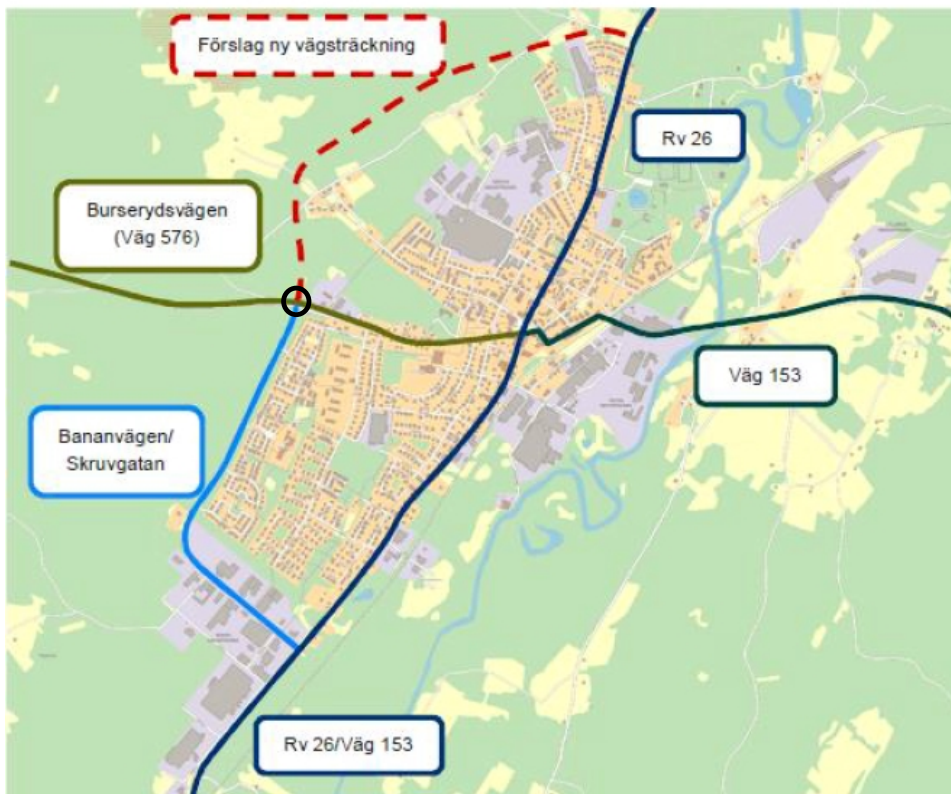 Förslag ny vägsträckning
Rv 26
Burserydsvägen
(Väg 576)
Väg 153
Bananvägen/
Skruvgatan
Rv 26/Väg 153